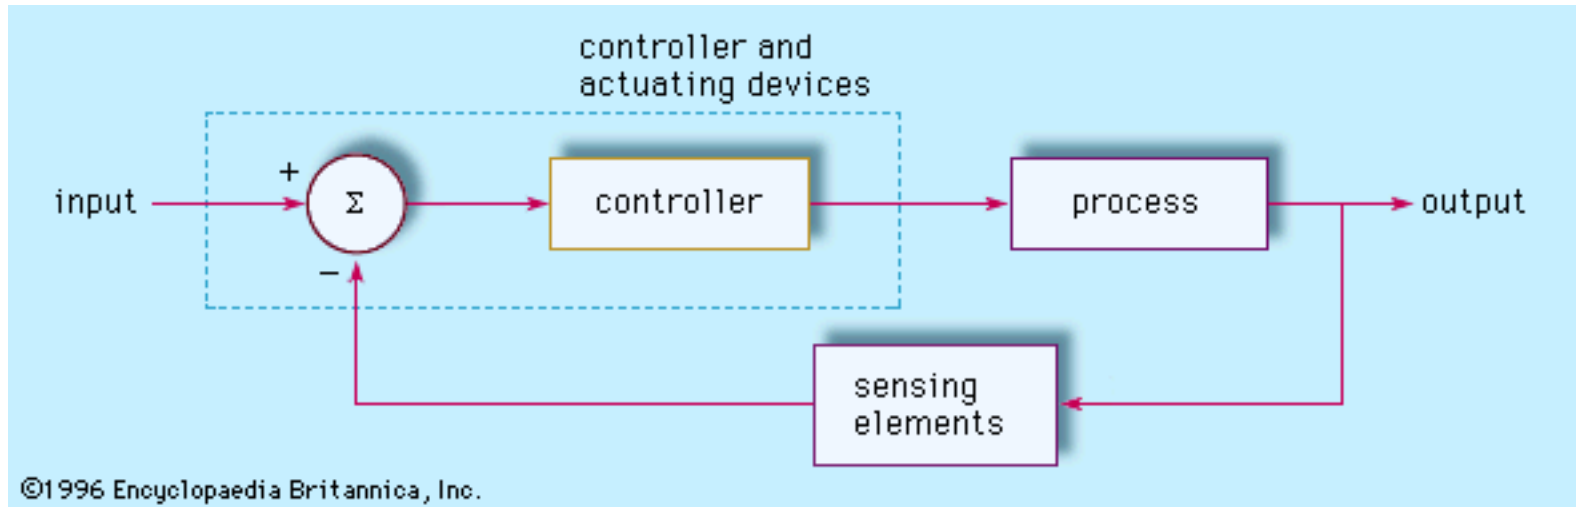 controller and
actuating devices
+
input
Σ
controller
process
output
−
sensing
elements
©1996 Encyclopaedia Britannica, Inc.